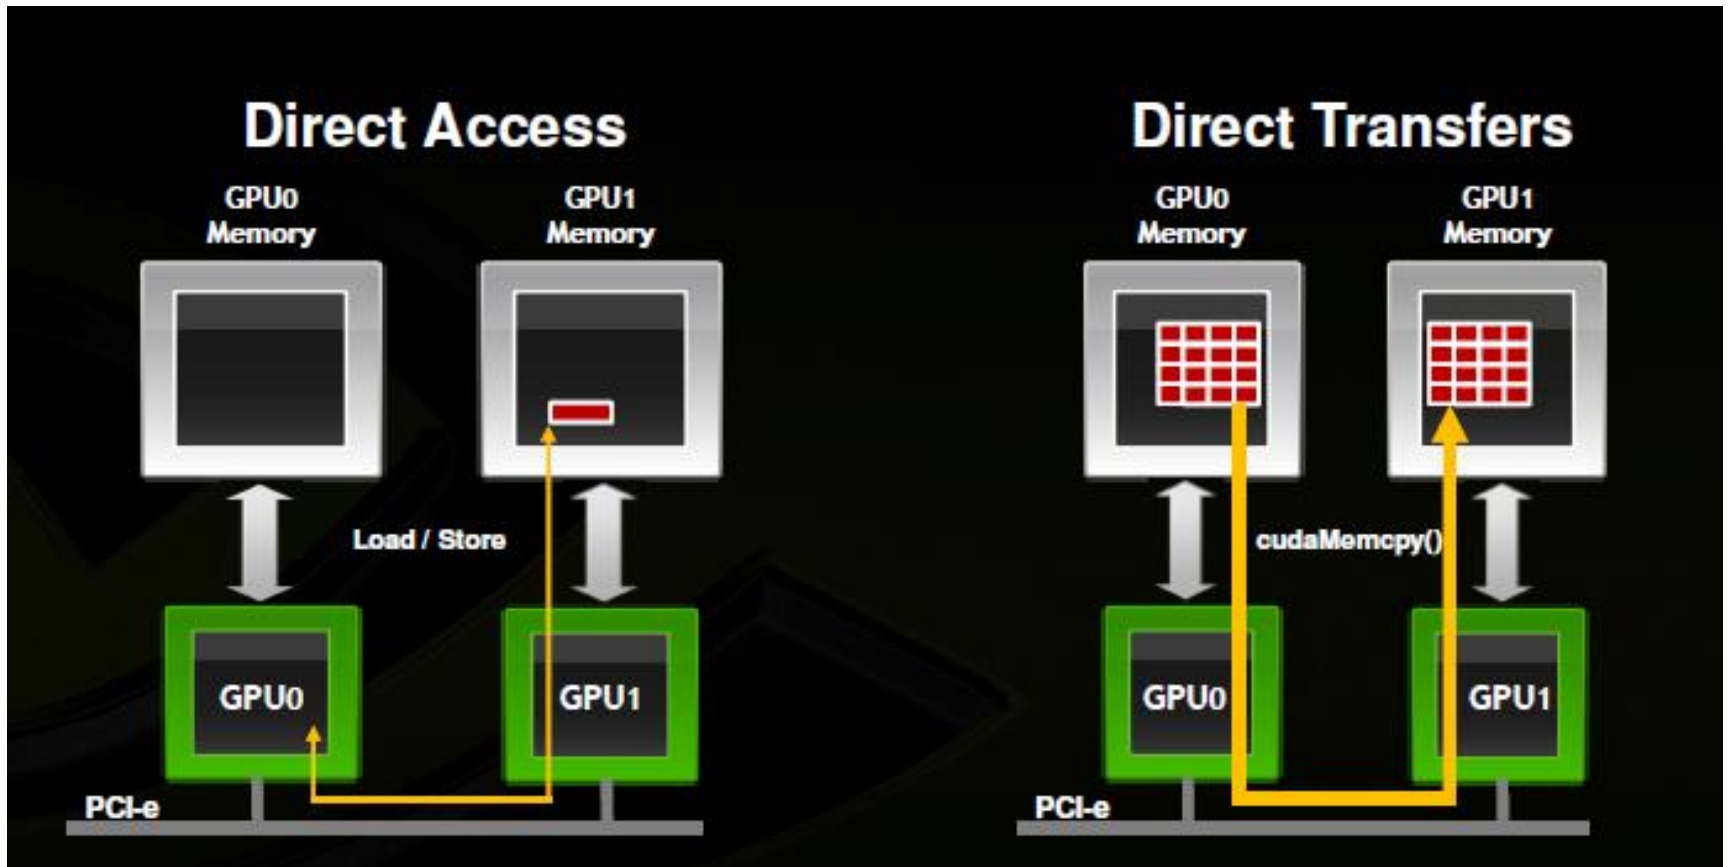 Direct Access
GPU0
Memory
GPU1
Memory
Load / Store
GPU0
GPU1
PCI-e
Direct Transfers
GPU0
Memory
GPU1
Memory
cudaMemcpy()
GPU0
GPU1
PCI-e